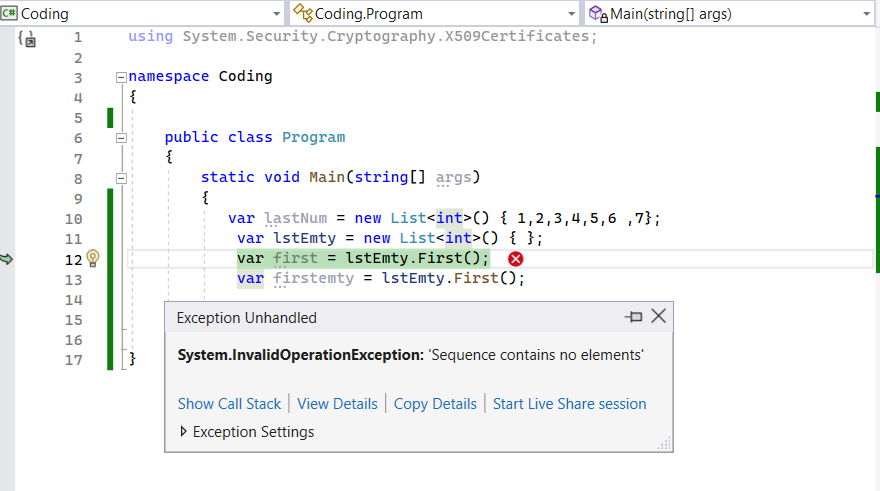 C# Coding Coding.Program Main(string[] args)
1 using System.Security.Cryptography.X509Certificates;
2
3 namespace Coding
4 {
5
6 public class Program
7 {
8 static void Main(string[] args)
9 {
10 var lastNum = new List<int>() { 1,2,3,4,5,6 ,7};
11 var lstEmty = new List<int>() { };
12 var first = lstEmty.First();
13 var firstemty = lstEmty.First();
14
15
16
17 }
Exception Unhandled
System.InvalidOperationException: 'Sequence contains no elements'
Show Call Stack | View Details | Copy Details | Start Live Share session
Exception Settings